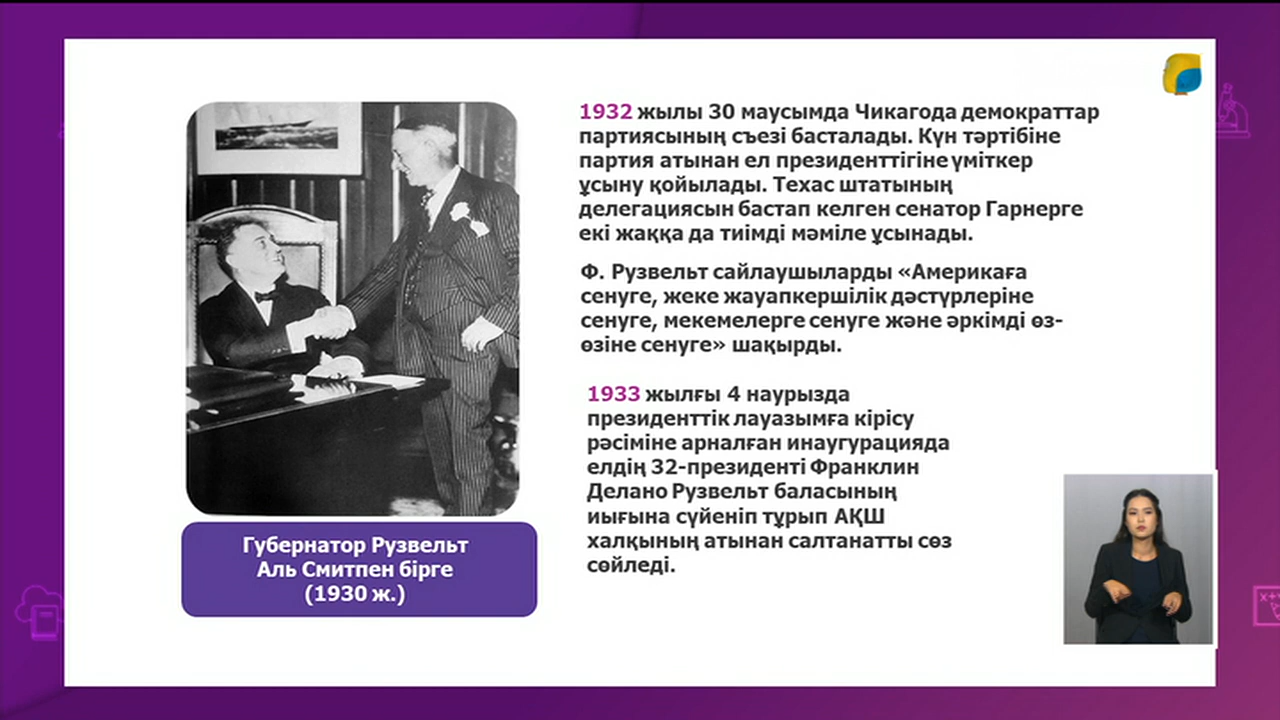 1932 жылы 30 маусымда Чикагода демократтар
партиясының съезі басталады. Күн тәртібіне
партия атынан ел президенттігіне үміткер
ұсыну қойылады. Техас штатының
делегациясын бастап келген сенатор Гарнерге
екі жаққа да тиімді мәміле ұсынады.
Ф. Рузвельт сайлаушыларды «Америкаға
сенуге, жеке жауапкершілік дәстүрлеріне
сенуге, мекемелерге сенуге және әркімді өз-
өзіне сенуге» шақырды.
1933 жылғы 4 наурызда
президенттік лауазымға кірісу
рәсіміне арналған инаугурацияда
елдің 32-президенті Франклин
Делано Рузвельт баласының
иығына сүйеніп тұрып АҚШ
халқының атынан салтанатты сөз
сөйледі.
Губернатор Рузвельт
Аль Смитпен бірге
(1930 ж.)